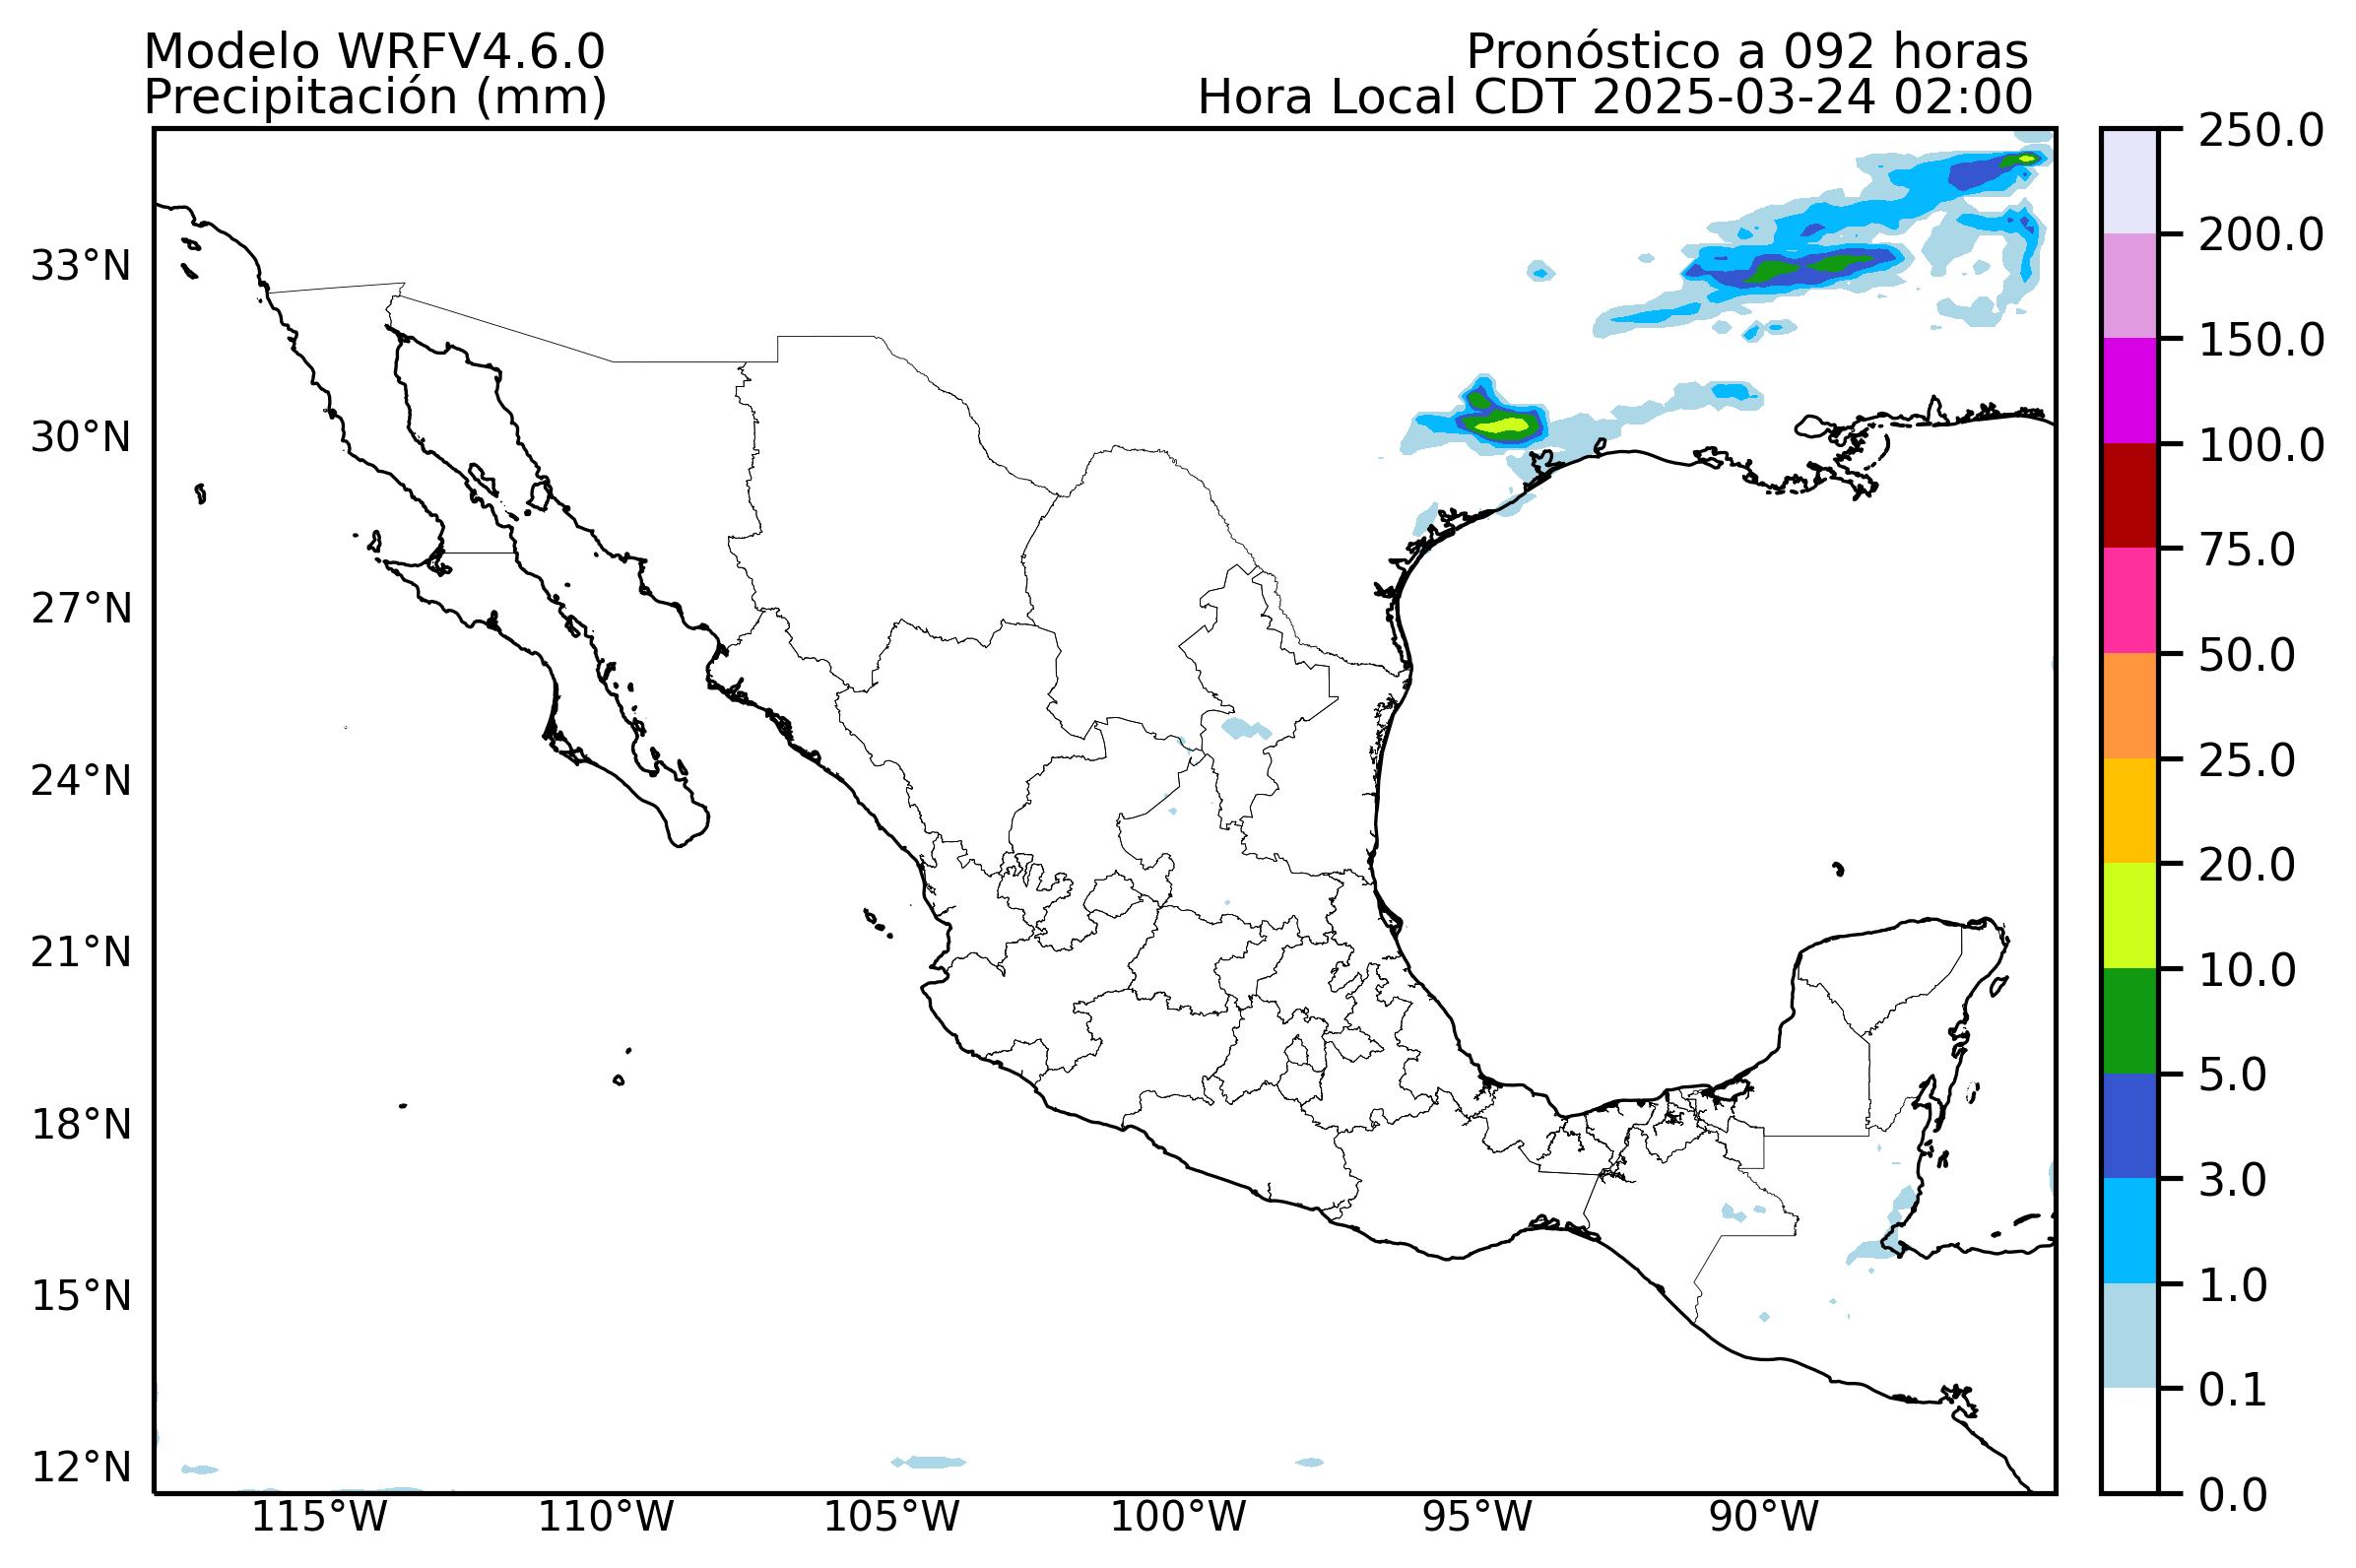 Modelo WRFV4.6.0
Precipitación (mm)
Pronóstico a 092 horas
Hora Local CDT 2025-03-24 02:00
33°N
30°N
27°N
24°N
21°N
18°N
15°N
12°N
115°W
110°W
105°W
100°W
95°W
90°W
250.0
200.0
150.0
100.0
75.0
50.0
25.0
20.0
10.0
5.0
3.0
1.0
0.1
0.0